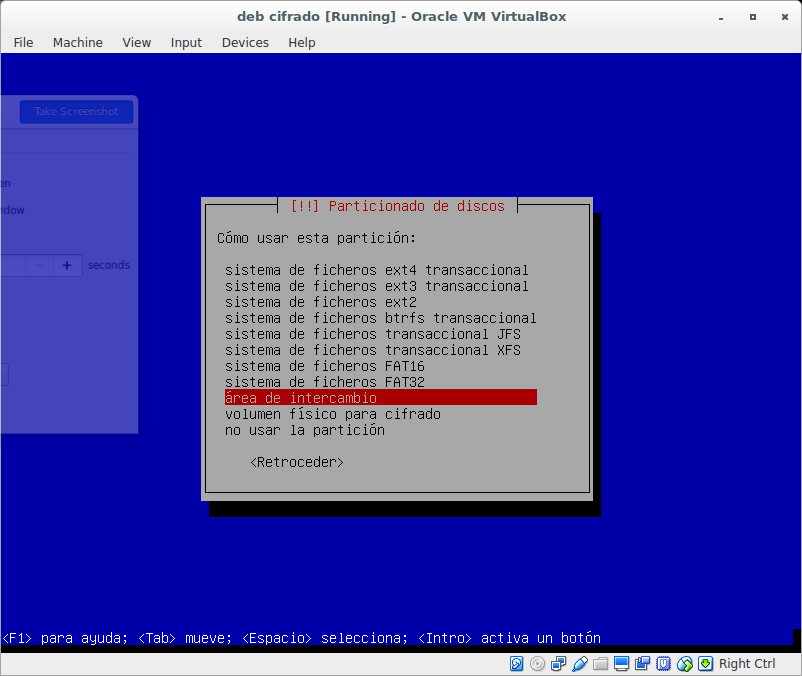 deb cifrado [Running] - Oracle VM VirtualBox
File Machine View Input Devices Help
Take Screenshot
en
ndow
seconds
[!!] Particionado de discos
Cómo usar esta partición:
sistema de ficheros ext4 transaccional
sistema de ficheros ext3 transaccional
sistema de ficheros ext2
sistema de ficheros btrfs transaccional
sistema de ficheros transaccional JFS
sistema de ficheros transaccional XFS
sistema de ficheros FAT16
sistema de ficheros FAT32
área de intercambio
volumen físico para cifrado
no usar la partición
<Retroceder>
<F1> para ayuda; <Tab> mueve; <Espacio> selecciona; <Intro> activa un botón
Right Ctrl